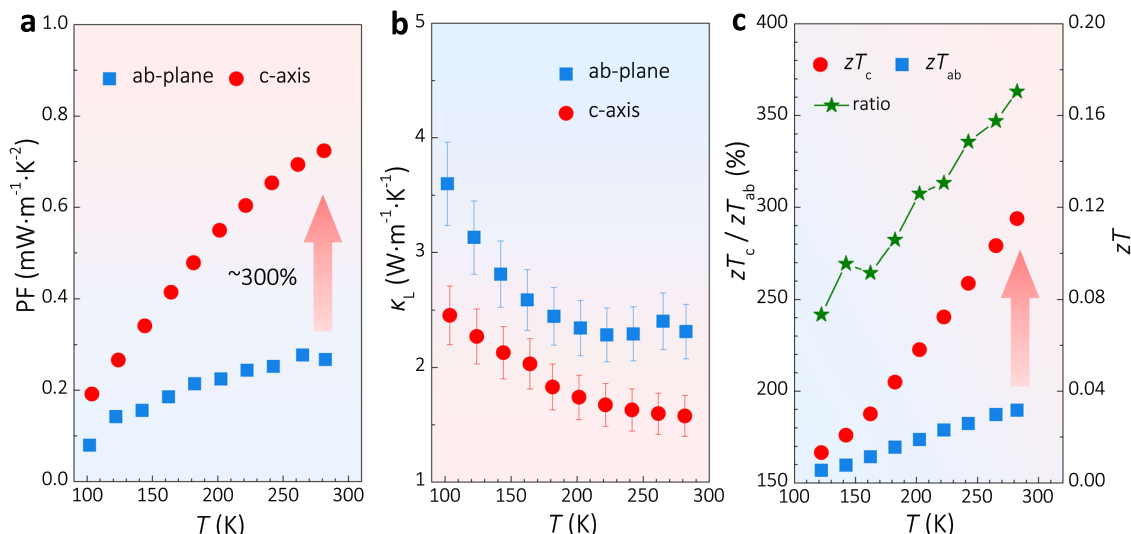 a
1.0
0.8
0.6
0.4
0.2
0.0
PF (mW·m⁻¹·K⁻²)
ab-plane c-axis
~300%
100 150 200 250 300
T (K)
b
5
4
3
2
1
κL (W·m⁻¹·K⁻¹)
ab-plane
c-axis
100 150 200 250 300
T (K)
c
400
350
300
250
200
150
zTc / zTab (%)
zTc zTab
ratio
0.20
0.16
0.12
0.08
0.04
0.00
zT
100 150 200 250 300
T (K)